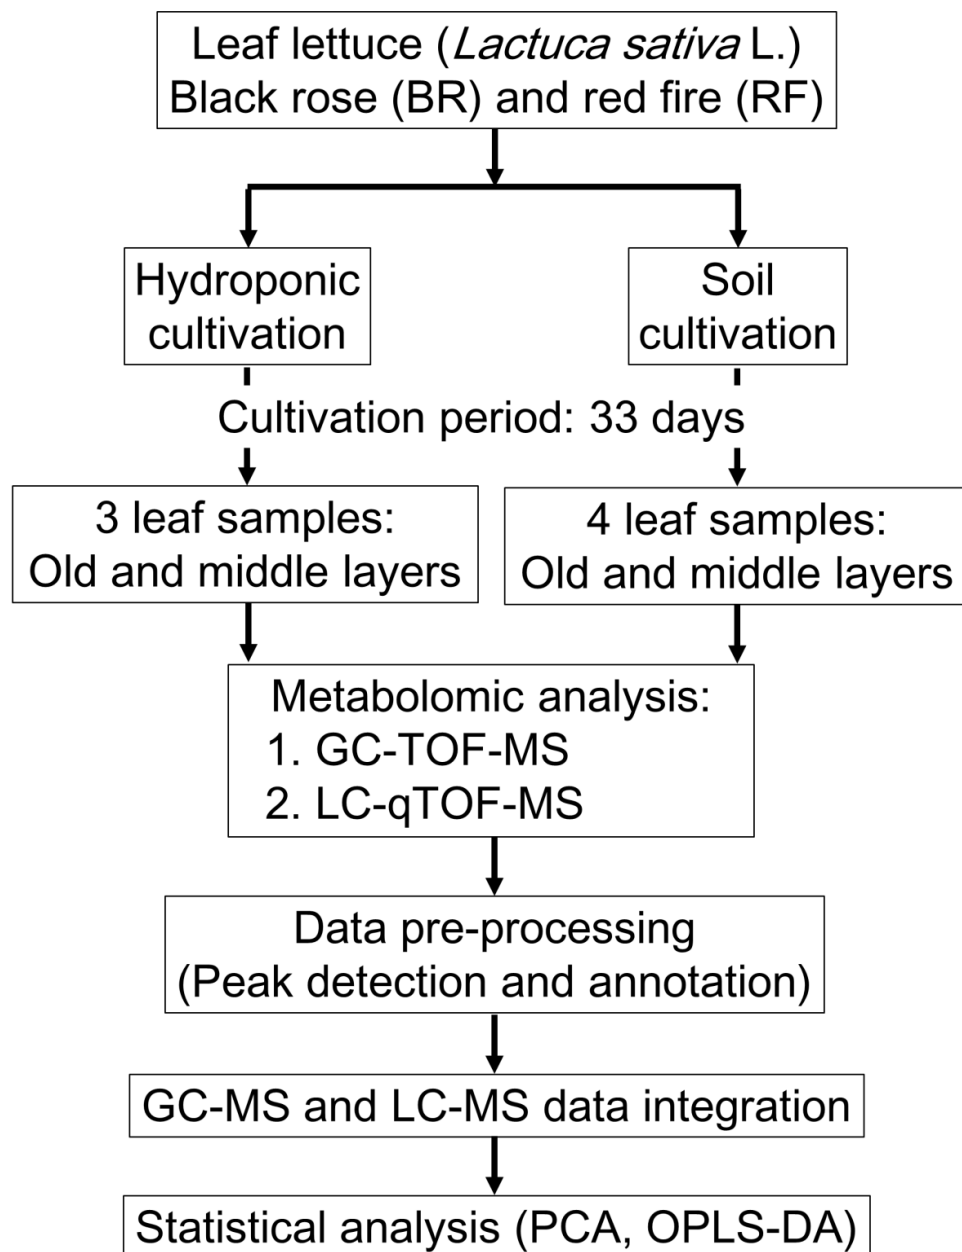 Leaf lettuce (Lactuca sativa L.)
Black rose (BR) and red fire (RF)
Hydroponic
cultivation
Soil
cultivation
Cultivation period: 33 days
3 leaf samples:
Old and middle layers
4 leaf samples:
Old and middle layers
Metabolomic analysis:
1. GC-TOF-MS
2. LC-qTOF-MS
Data pre-processing
(Peak detection and annotation)
GC-MS and LC-MS data integration
Statistical analysis (PCA, OPLS-DA)